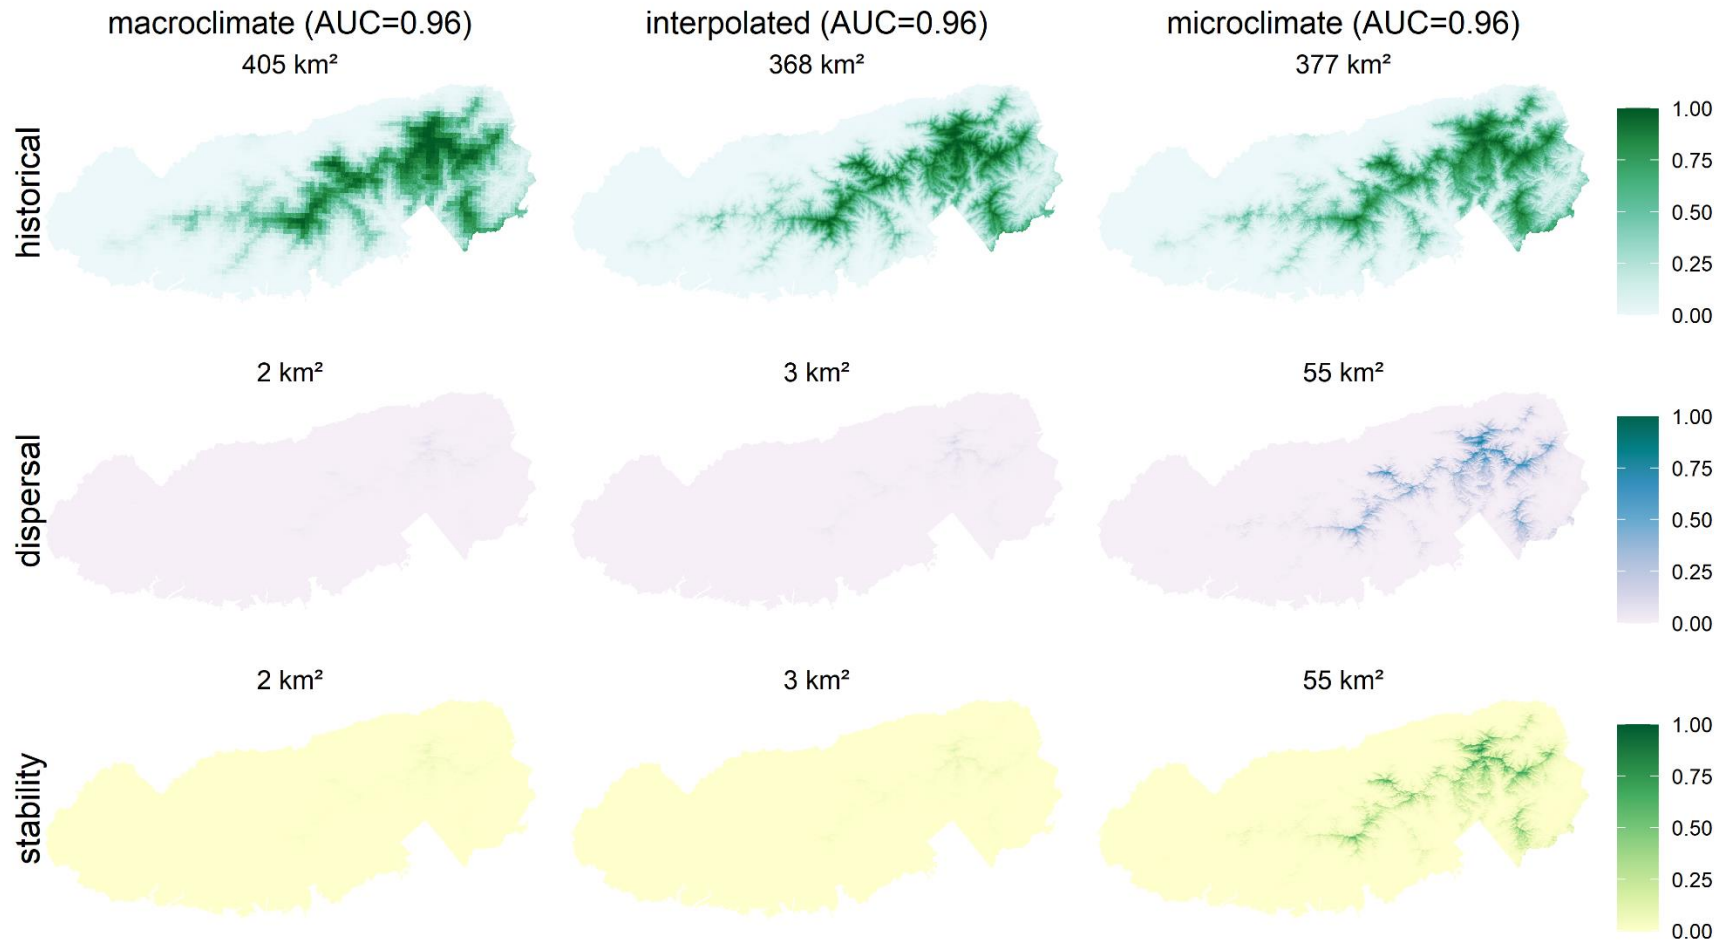 macroclimate (AUC=0.96)
interpolated (AUC=0.96)
microclimate (AUC=0.96)
405 km²
368 km²
377 km²
historical
1.00
0.75
0.50
0.25
0.00
2 km²
3 km²
55 km²
dispersal
1.00
0.75
0.50
0.25
0.00
2 km²
3 km²
55 km²
stability
1.00
0.75
0.50
0.25
0.00